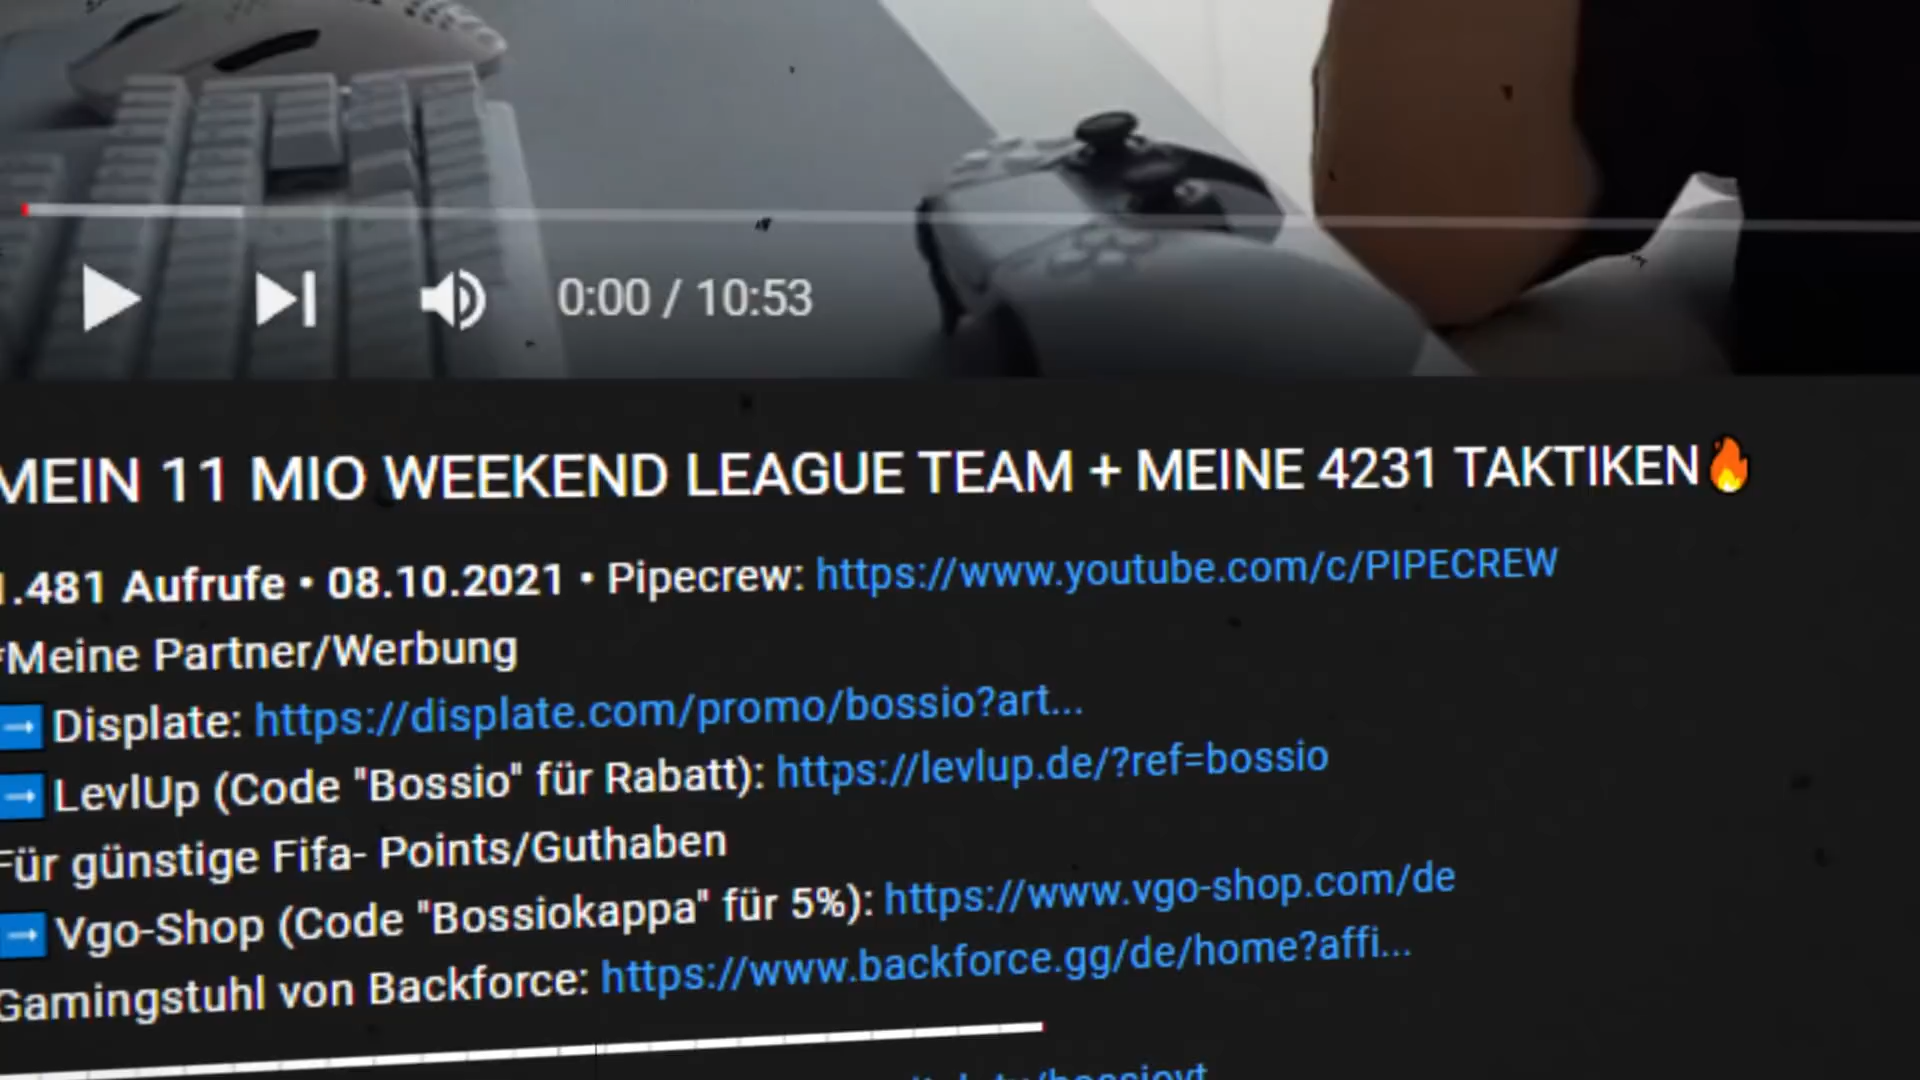 0:00 / 10:53
MEIN 11 MIO WEEKEND LEAGUE TEAM + MEINE 4231 TAKTIKEN🔥
1.481 Aufrufe • 08.10.2021 • Pipecrew: https://www.youtube.com/c/PIPECREW
*Meine Partner/Werbung
➡️ Displate: https://displate.com/promo/bossio?art...
➡️ LevlUp (Code "Bossio" für Rabatt): https://levlup.de/?ref=bossio
Für günstige Fifa- Points/Guthaben
➡️ Vgo-Shop (Code "Bossiokappa" für 5%): https://www.vgo-shop.com/de
Gamingstuhl von Backforce: https://www.backforce.gg/de/home?affi...